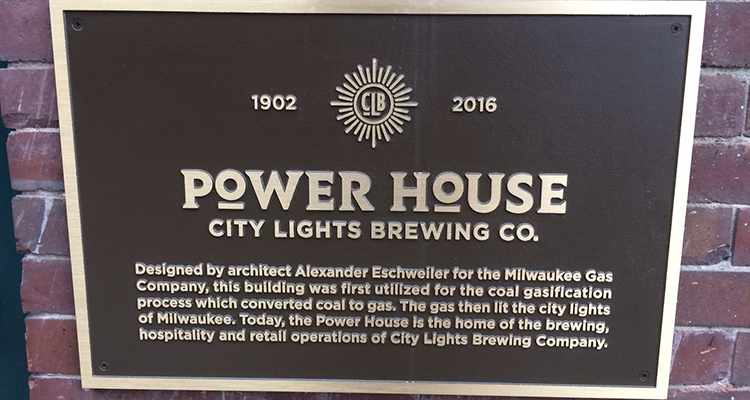 1902 CLB 2016
POWER HOUSE
CITY LIGHTS BREWING CO.
Designed by architect Alexander Eschweiler for the Milwaukee Gas
Company, this building was first utilized for the coal gasification
process which converted coal to gas. The gas then lit the city lights
of Milwaukee. Today, the Power House is the home of the brewing,
hospitality and retail operations of City Lights Brewing Company.